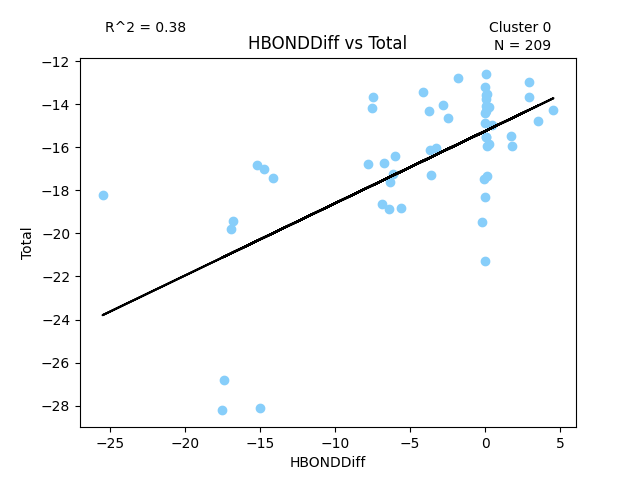 R^2 = 0.38
Cluster 0
N = 209
HBONDDiff vs Total
Total
−12
−14
−16
−18
−20
−22
−24
−26
−28
−25
−20
−15
−10
−5
0
5
HBONDDiff